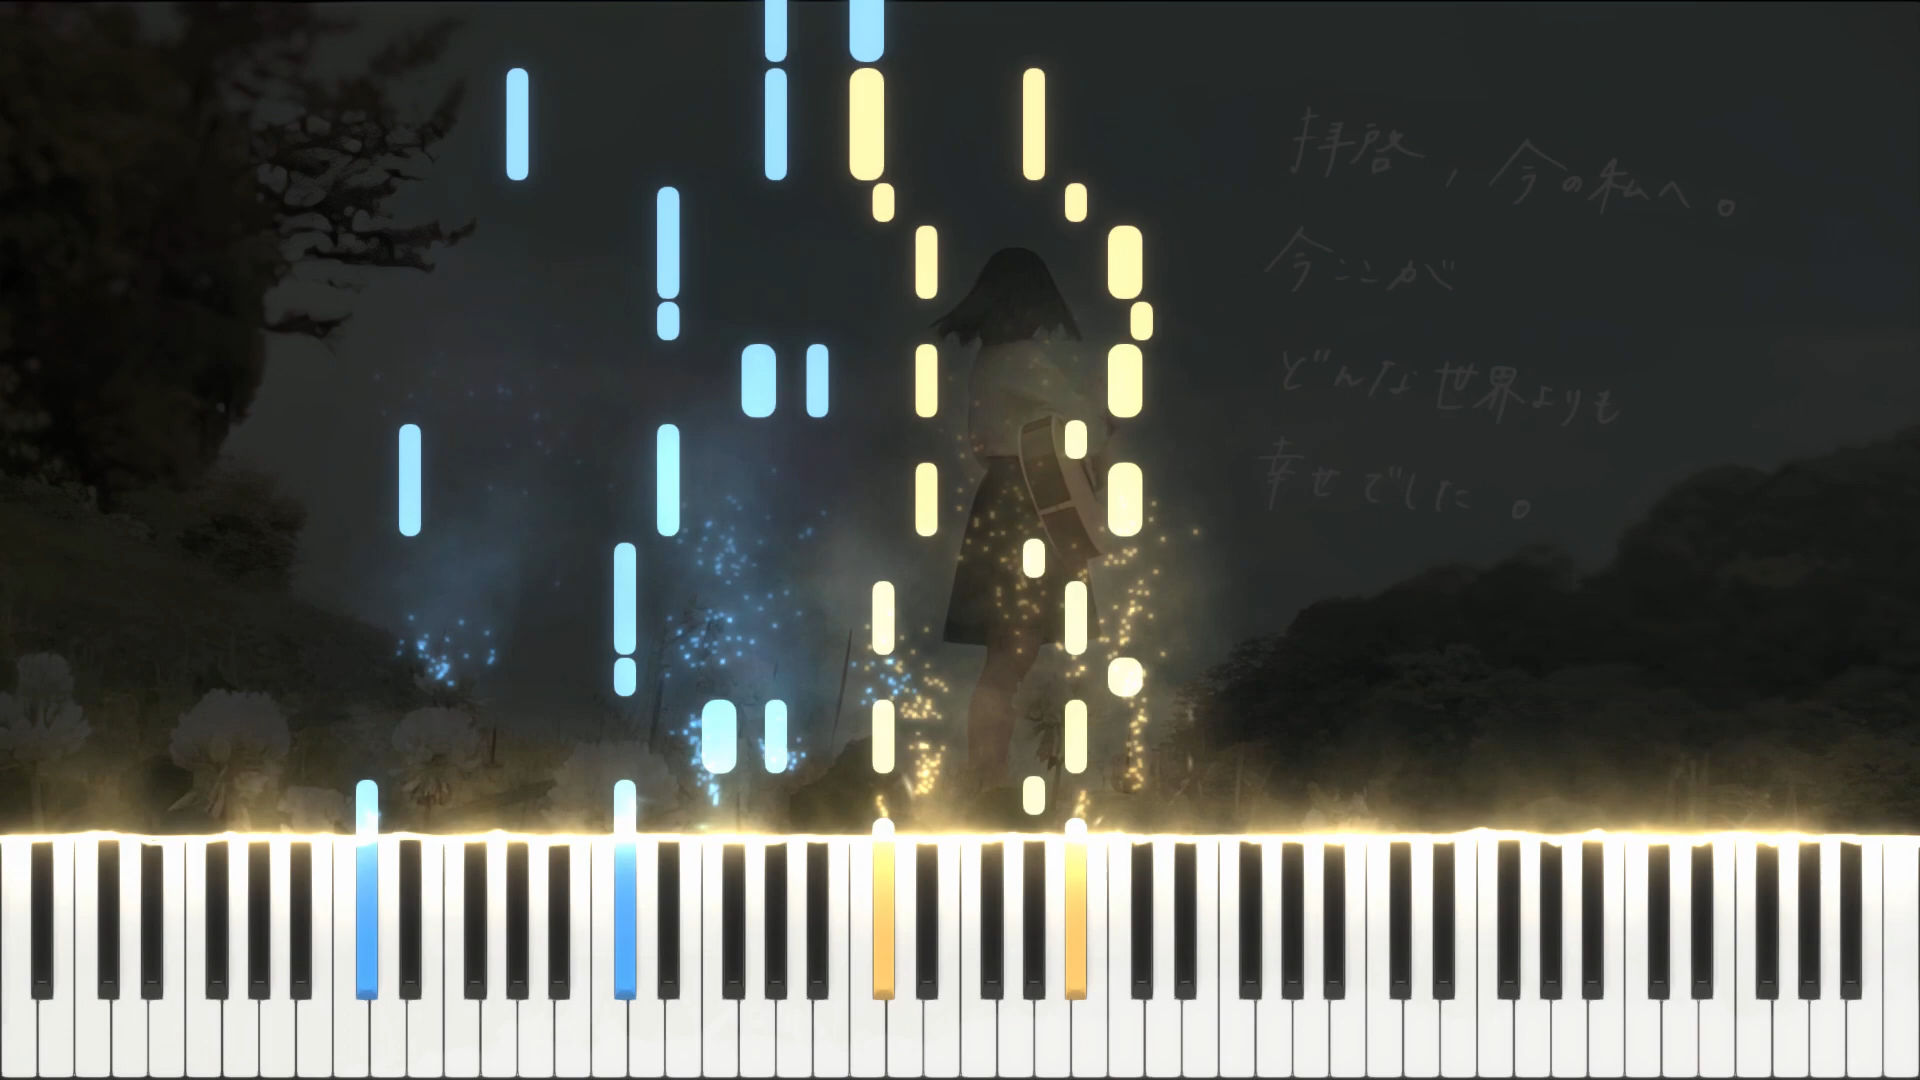 拝啓，今の私へ。
今ここが
どんな世界よりも
幸せでした。